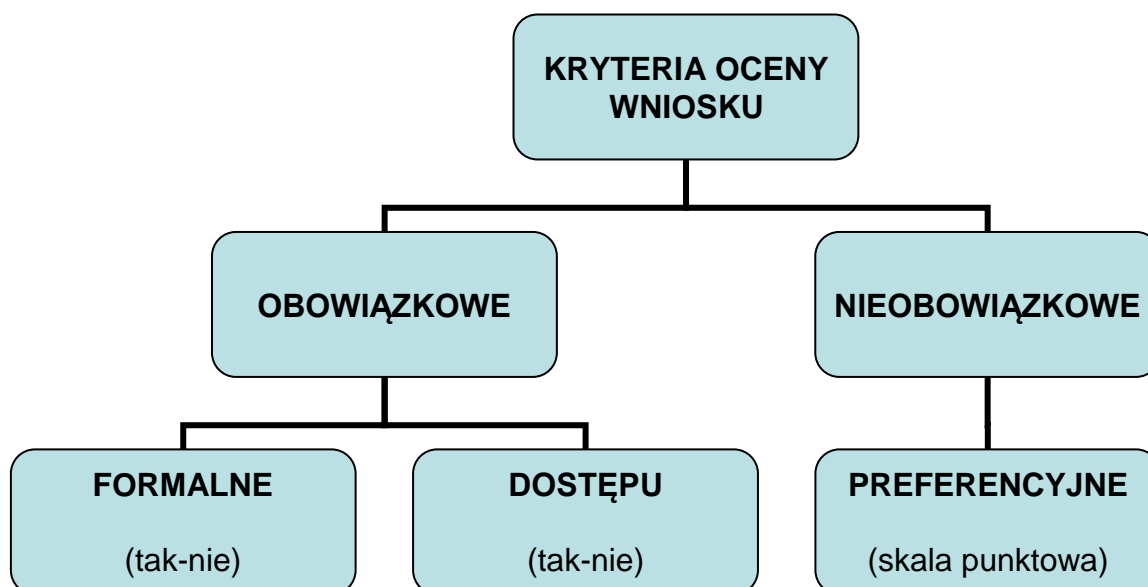 KRYTERIA OCENY
WNIOSKU
OBOWIĄZKOWE
NIEOBOWIĄZKOWE
FORMALNE
(tak-nie)
DOSTĘPU
(tak-nie)
PREFERENCYJNE
(skala punktowa)